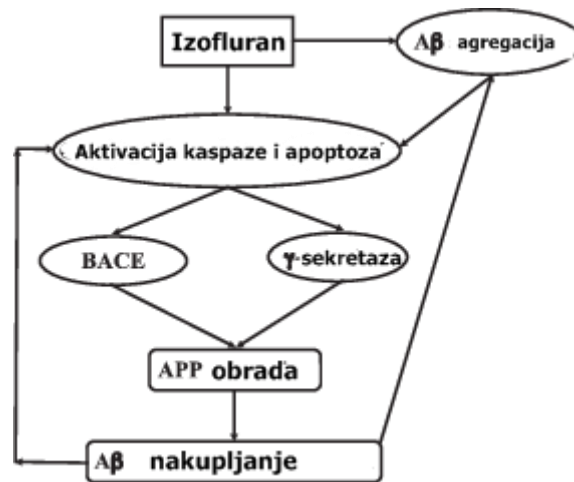 Izofluran
Aβ agregacija
Aktivacija kaspaze i apoptoza
BACE
γ-sekretaza
APP obrada
Aβ nakupljanje